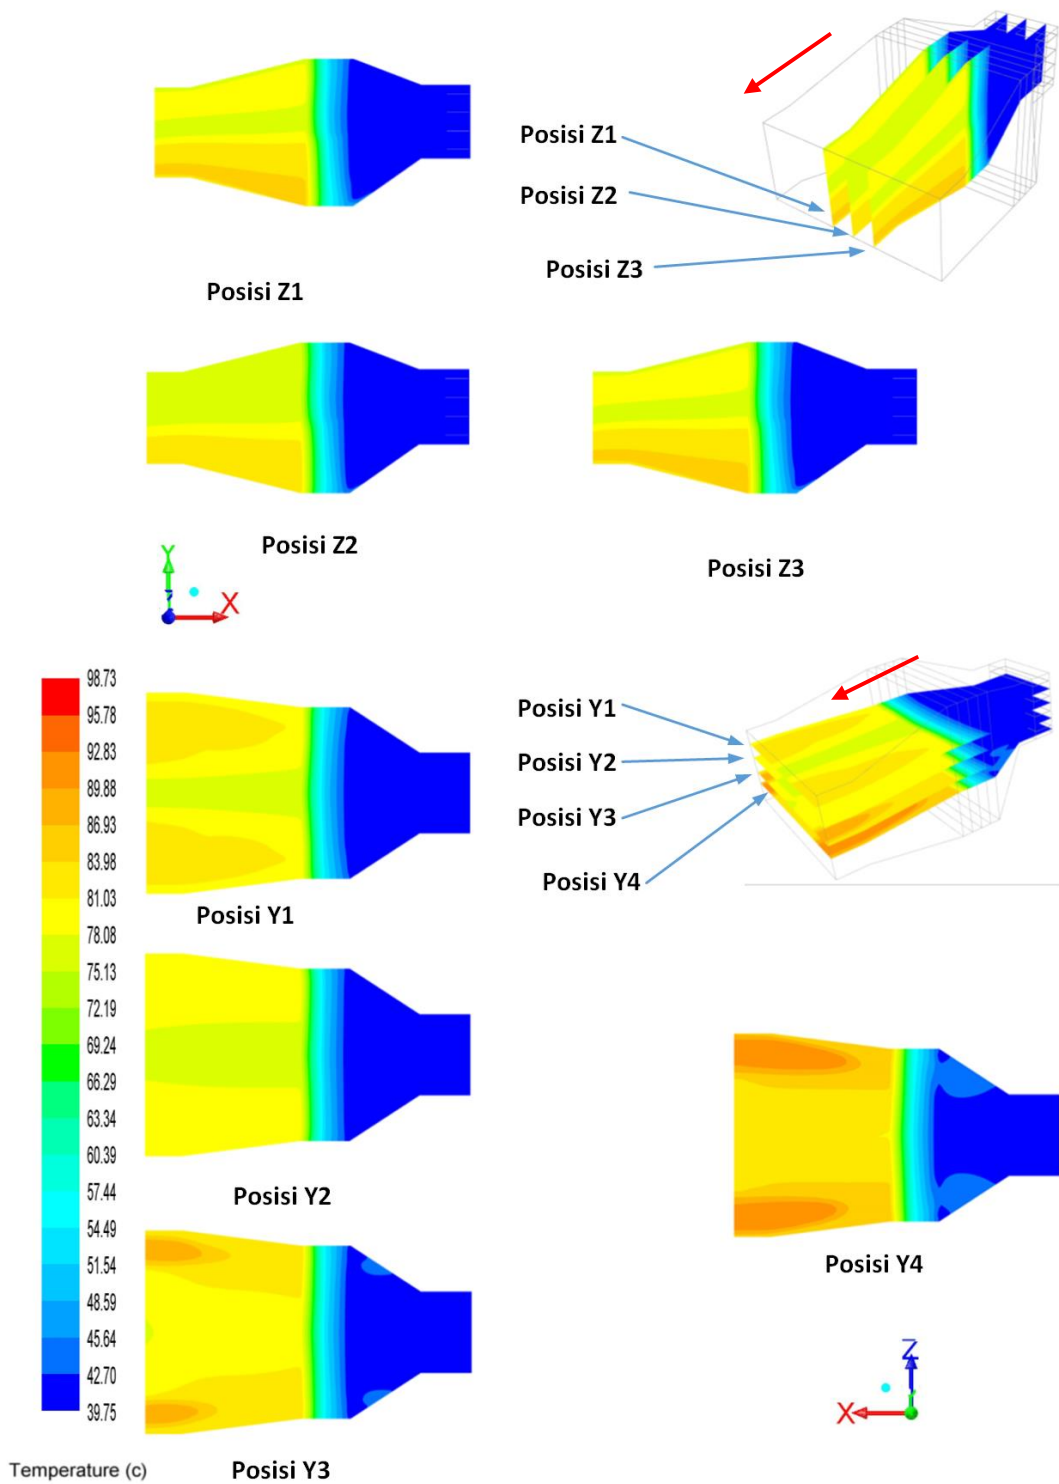 Posisi Z1
Posisi Z2
Posisi Z3
Posisi Z1
Posisi Z2
Posisi Z3
Y
X
98.73
95.78
92.83
89.88
86.93
83.98
81.03
78.08
75.13
72.19
69.24
66.29
63.34
60.39
57.44
54.49
51.54
48.59
45.64
42.70
39.75
Temperature (c)
Posisi Y1
Posisi Y2
Posisi Y3
Posisi Y4
Posisi Y1
Posisi Y2
Posisi Y4
Z
X
Posisi Y3